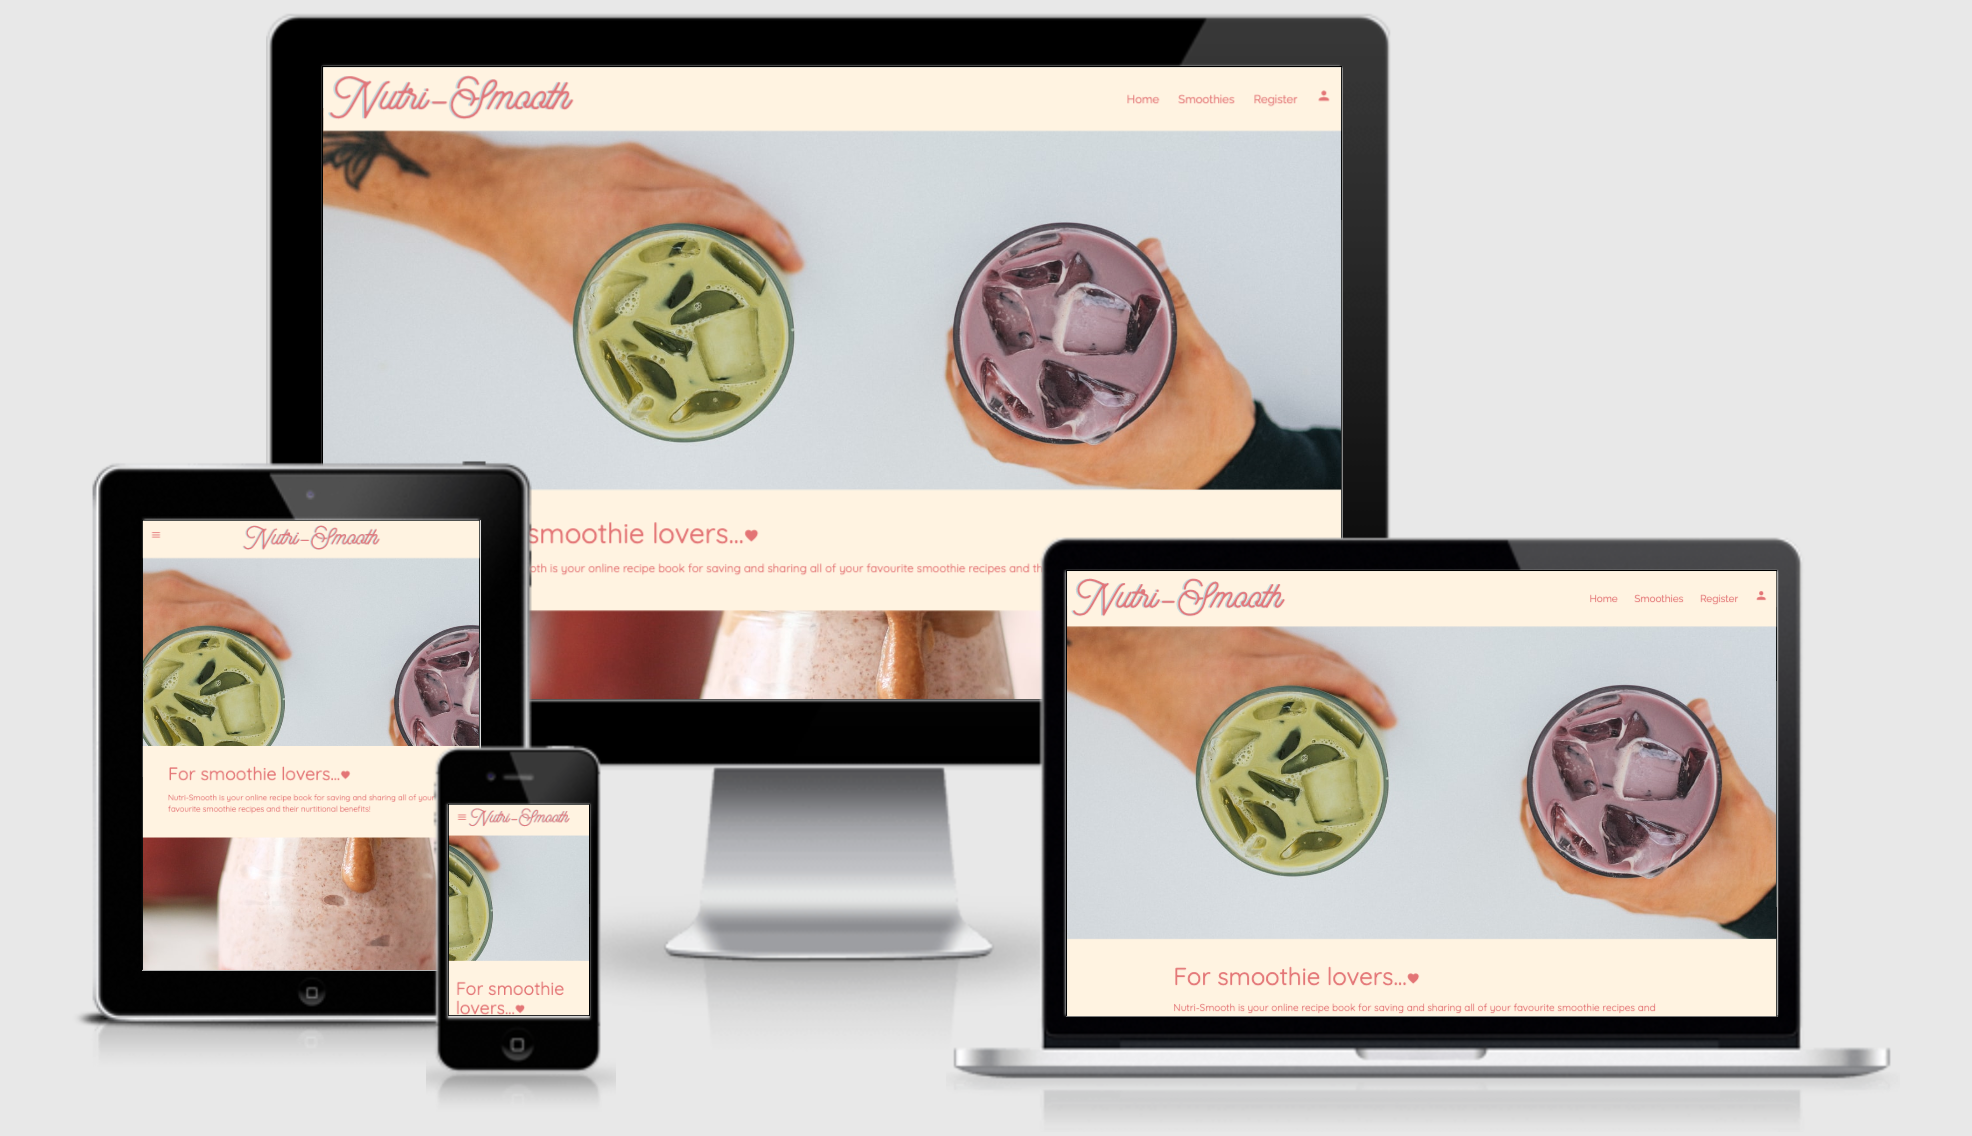 Nutri-Smooth
Home Smoothies Register
smoothie lovers...
oth is your online recipe book for saving and sharing all of your favourite smoothie recipes and th
Nutri-Smooth
For smoothie lovers...
Nutri-Smooth is your online recipe book for saving and sharing all of your
favourite smoothie recipes and their nurtitional benefits!
Nutri-Smooth
For smoothie
lovers...
Nutri-Smooth
Home Smoothies Register
For smoothie lovers...
Nutri-Smooth is your online recipe book for saving and sharing all of your favourite smoothie recipes and